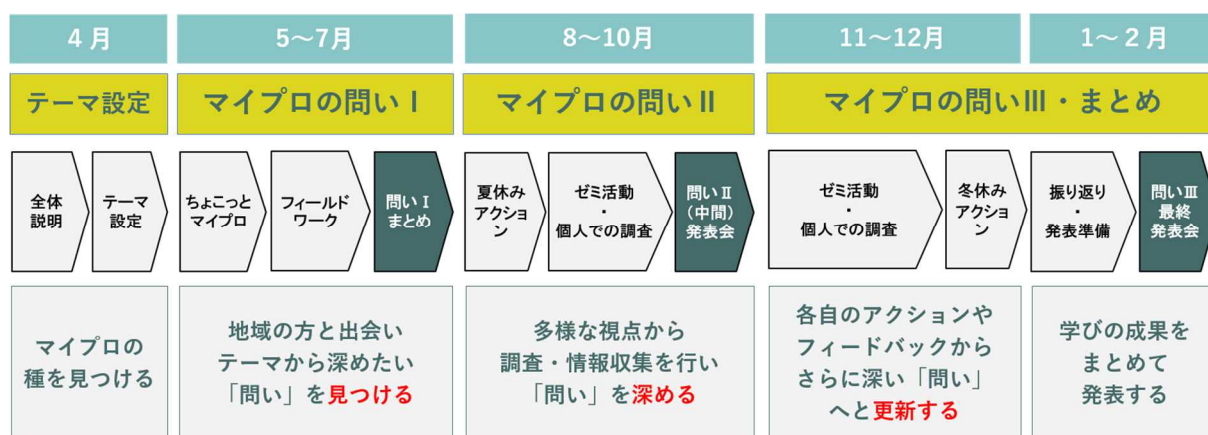 4月
5〜7月
8〜10月
11〜12月
1〜2月
テーマ設定
マイプロの問いⅠ
マイプロの問いⅡ
マイプロの問いⅢ・まとめ
全体
説明
テーマ
設定
ちょこっと
マイプロ
フィールド
ワーク
問いⅠ
まとめ
夏休み
アクショ
ン
ゼミ活動
・
個人での調査
問いⅡ
(中間)
発表会
ゼミ活動
・
個人での調査
冬休み
アクショ
ン
振り返り
・
発表準備
問いⅢ
最終
発表会
マイプロの
種を見つける
地域の方と出会い
テーマから深めたい
「問い」を見つける
多様な視点から
調査・情報収集を行い
「問い」を深める
各自のアクションや
フィードバックから
さらに深い「問い」
へと更新する
学びの成果を
まとめて
発表する